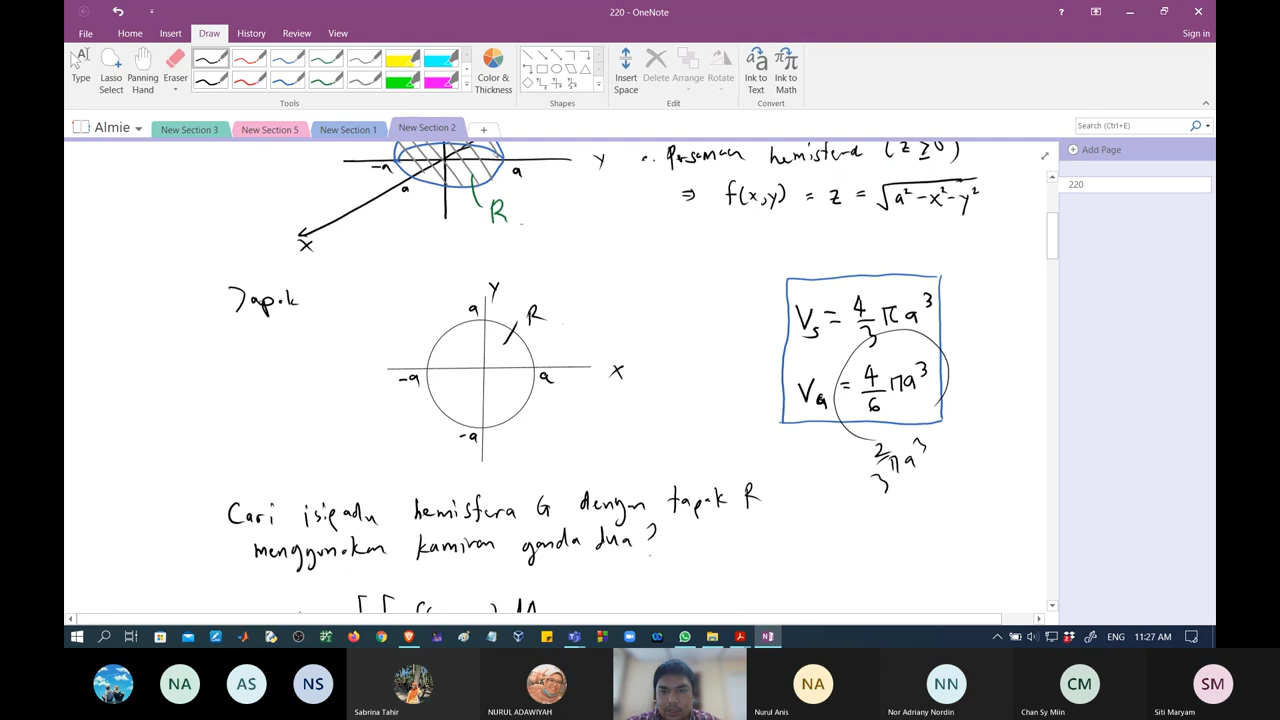 220 - OneNote
? Sign in
File Home Insert Draw History Review View
Type Lasso Select Panning Hand Eraser
Color & Thickness
Insert Space Delete Arrange Rotate Ink to Text Ink to Math
Tools Shapes Edit Convert
Almie New Section 3 New Section 5 New Section 1 New Section 2 +
Search (Ctrl+E)
Add Page
220
∴ Persamaan hemisfera (z ≥ 0)
-a a y
a
⇒ f(x,y) = z = √a² - x² - y²
R
x
Tapak
y
a R
-a a x
-a
Vs = 4/3 πa³
= 4/6 πa³
2/3 πa³
Cari isipadu hemisfera G dengan tapak R
menggunakan kamiran ganda dua?
ENG 11:27 AM
NA AS NS NA NN CM SM
Sabrina Tahir NURUL ADAWIYAH Nurul Anis Nor Adriany Nordin Chan Sy Miin Siti Maryam